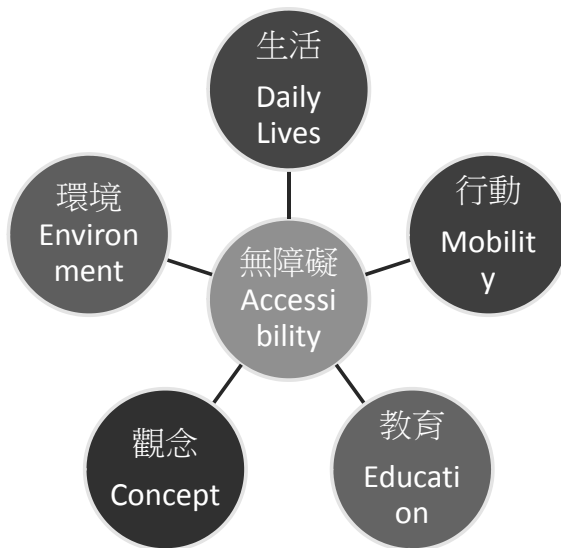 生活
Daily
Lives
行動
Mobilit
y
教育
Educati
on
觀念
Concept
環境
Environ
ment
無障礙
Accessi
bility